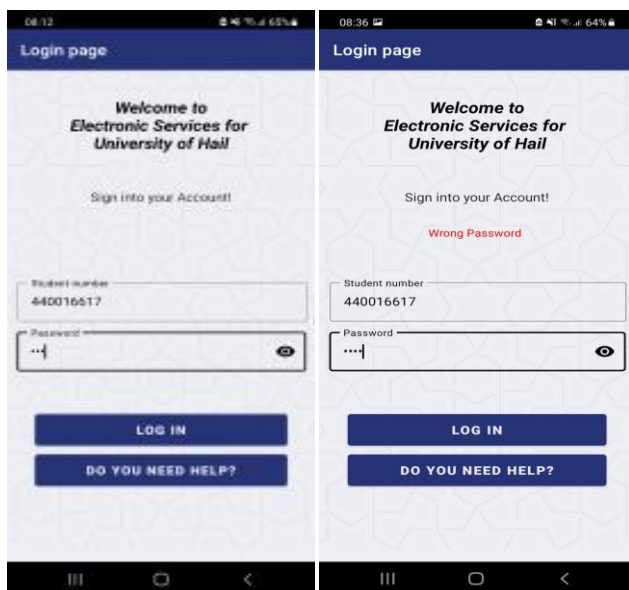 08:12
65%
Login page
Welcome to
Electronic Services for
University of Hail
Sign into your Account!
Student number
440016617
Password
LOG IN
DO YOU NEED HELP?
08:36
64%
Login page
Welcome to
Electronic Services for
University of Hail
Sign into your Account!
Wrong Password
Student number
440016617
Password
LOG IN
DO YOU NEED HELP?